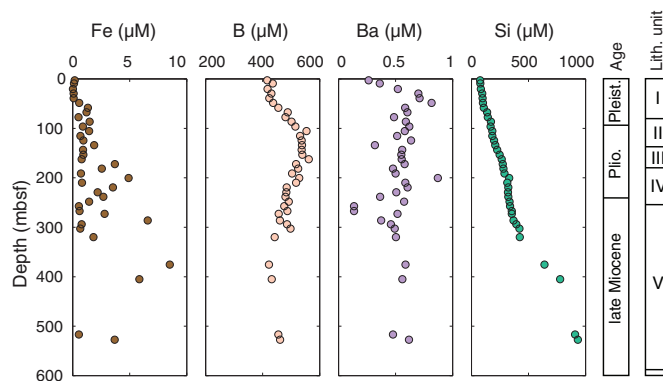 Fe (µM)
B (µM)
Ba (µM)
Si (µM)
Age
Lith. unit
0 5 10
200 400 600
0 0.5 1
0 500 1000
Depth (mbsf)
0
100
200
300
400
500
600
Pleist.
Plio.
late Miocene
I
II
III
IV
V